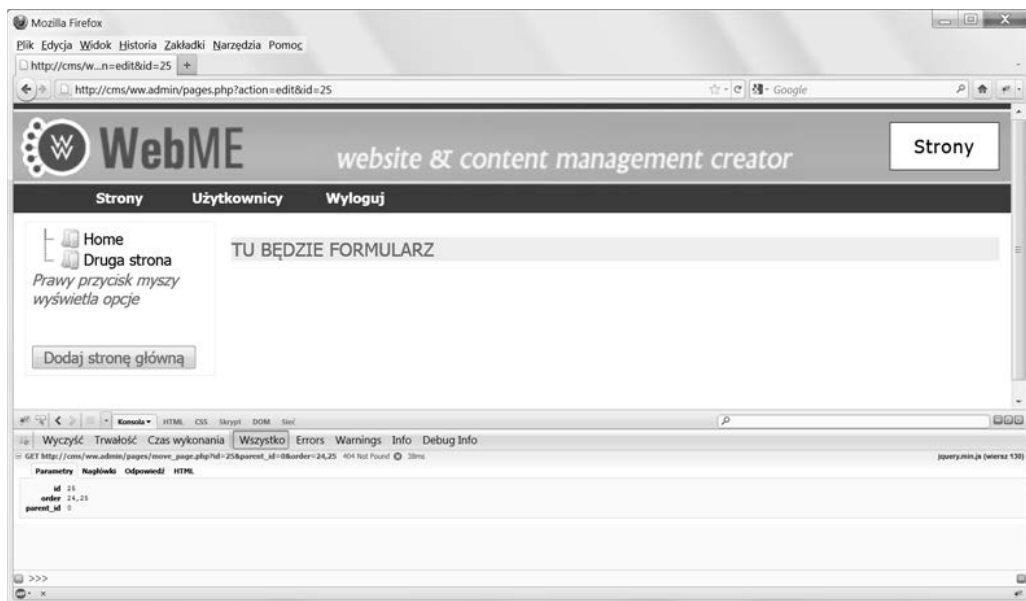 Mozilla Firefox
Plik Edycja Widok Historia Zakładki Narzędzia Pomoc
http://cms/w...n=edit&id=25 +
http://cms/ww.admin/pages.php?action=edit&id=25 Google
WebME website & content management creator Strony
Strony Użytkownicy Wyloguj
Home
Druga strona
Prawy przycisk myszy
wyświetla opcje
TU BĘDZIE FORMULARZ
Dodaj stronę główną
Konsola HTML CSS Skrypt DOM Sieć
Wyczyść Trwałość Czas wykonania Wszystko Errors Warnings Info Debug Info
GET http://cms/ww.admin/pages/move_page.php?id=25&parent_id=0&order=24,25 404 Not Found 38ms jquery.min.js (wiersz 130)
Parametry Nagłówki Odpowiedź HTML
id 25
order 24,25
parent_id 0
>>>